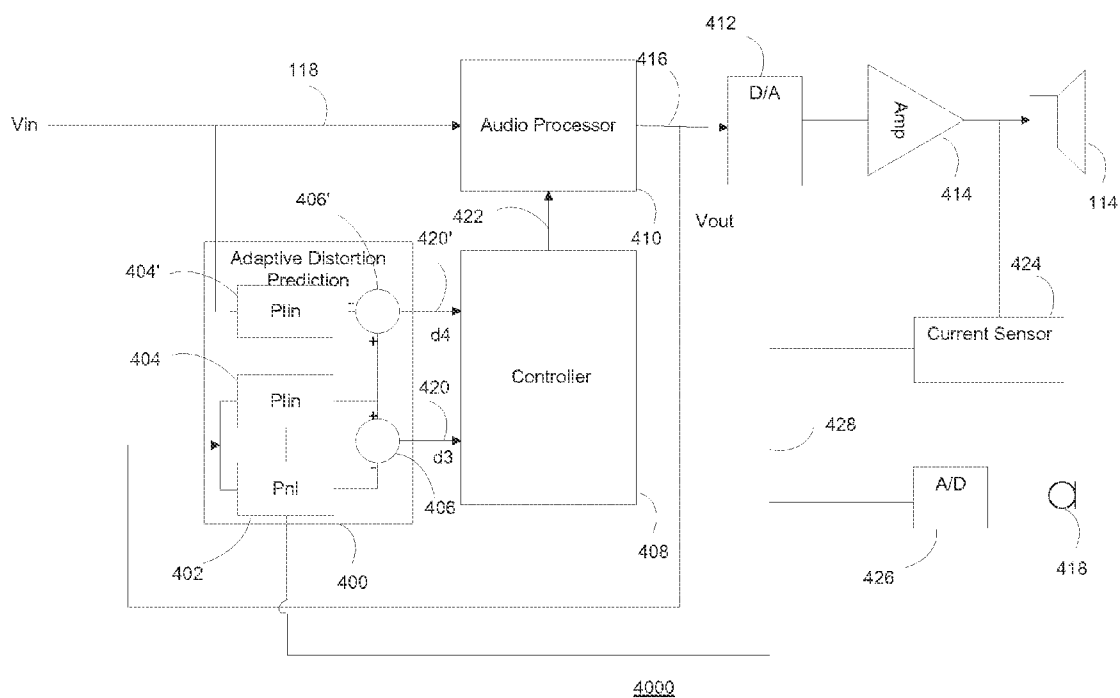 412
118
416
D/A
Vin
Audio Processor
Amp
406'
422
410
Vout
414
114
420'
Adaptive Distortion
Prediction
404'
424
Plin
-
d4
+
Current Sensor
404
Controller
420
Plin
+
428
d3
-
Pnl
406
A/D
408
402
400
426
418
4000